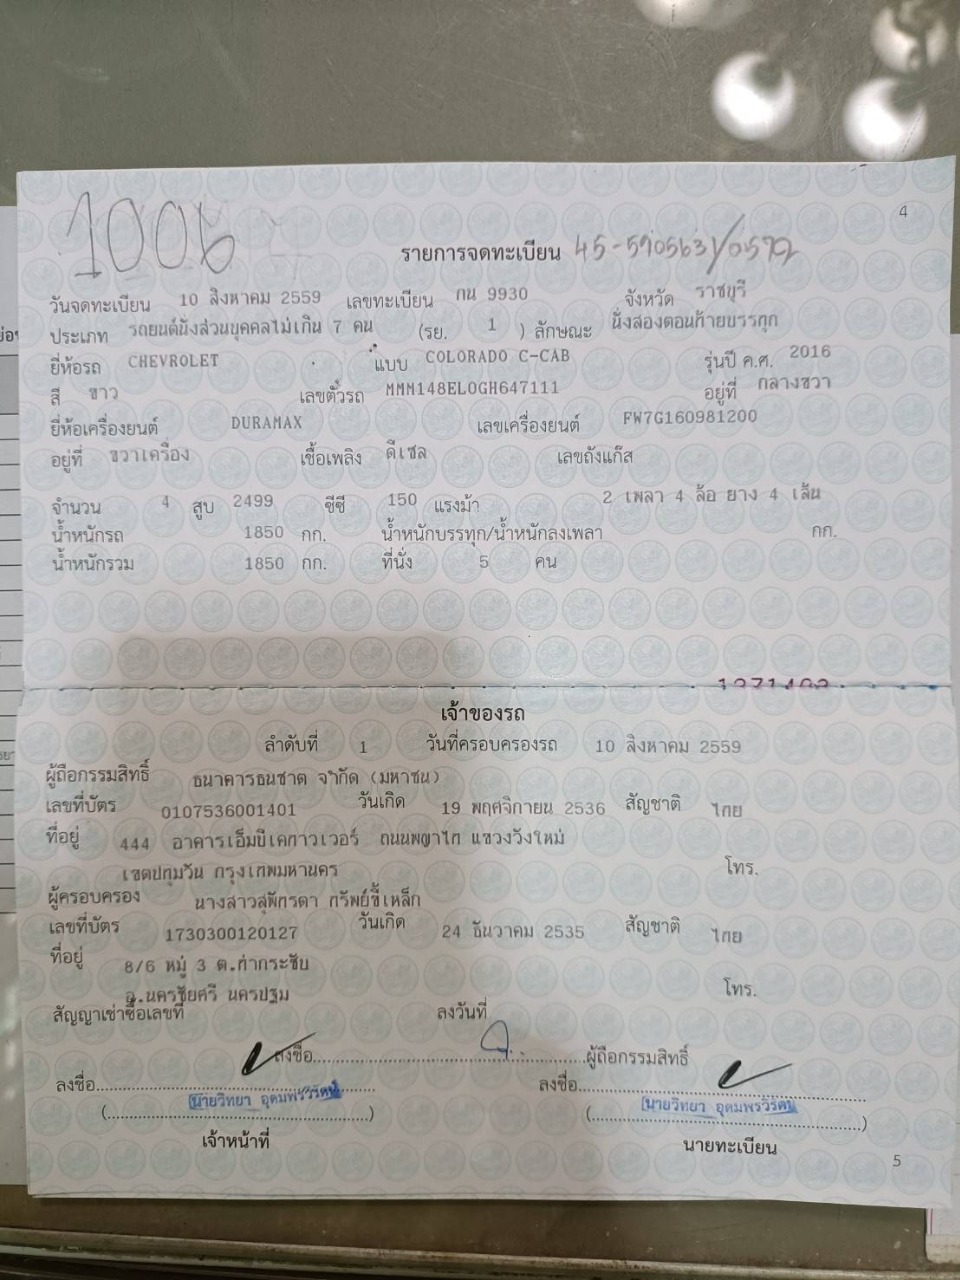 4
1006
รายการจดทะเบียน 45-590563/0572
วันจดทะเบียน 10 สิงหาคม 2559 เลขทะเบียน กน 9930 จังหวัด ราชบุรี
ประเภท รถยนต์นั่งส่วนบุคคลไม่เกิน 7 คน (รย. 1 ) ลักษณะ นั่งสองตอนท้ายบรรทุก
ยี่ห้อรถ CHEVROLET แบบ COLORADO C-CAB รุ่นปี ค.ศ. 2016
สี ขาว เลขตัวรถ MMM148EL0GH647111 อยู่ที่ กลางขวา
ยี่ห้อเครื่องยนต์ DURAMAX เลขเครื่องยนต์ FW7G160981200
อยู่ที่ ขวาเครื่อง เชื้อเพลิง ดีเซล เลขถังแก๊ส
จำนวน 4 สูบ 2499 ซีซี 150 แรงม้า 2 เพลา 4 ล้อ ยาง 4 เส้น
น้ำหนักรถ 1850 กก. น้ำหนักบรรทุก/น้ำหนักลงเพลา กก.
น้ำหนักรวม 1850 กก. ที่นั่ง 5 คน
เจ้าของรถ
ลำดับที่ 1 วันที่ครอบครองรถ 10 สิงหาคม 2559
ผู้ถือกรรมสิทธิ์ ธนาคารธนชาต จำกัด (มหาชน)
เลขที่บัตร 0107536001401 วันเกิด 19 พฤศจิกายน 2536 สัญชาติ ไทย
ที่อยู่ 444 อาคารเอ็มบีเคทาวเวอร์ ถนนพญาไท แขวงวังใหม่
เขตปทุมวัน กรุงเทพมหานคร โทร.
ผู้ครอบครอง นางสาวสุพัทรตา ทรัพย์ขี้เหล็ก
เลขที่บัตร 1730300120127 วันเกิด 24 ธันวาคม 2535 สัญชาติ ไทย
ที่อยู่ 8/6 หมู่ 3 ต.ท่ากระชับ
อ.นครชัยศรี นครปฐม โทร.
สัญญาเช่าซื้อเลขที่ ลงวันที่
ลงชื่อ ผู้ถือกรรมสิทธิ์
ลงชื่อ ลงชื่อ
(นายวิทยา อุดมพรวิรัตน์) (นายวิทยา อุดมพรวิรัตน์)
เจ้าหน้าที่ นายทะเบียน
5